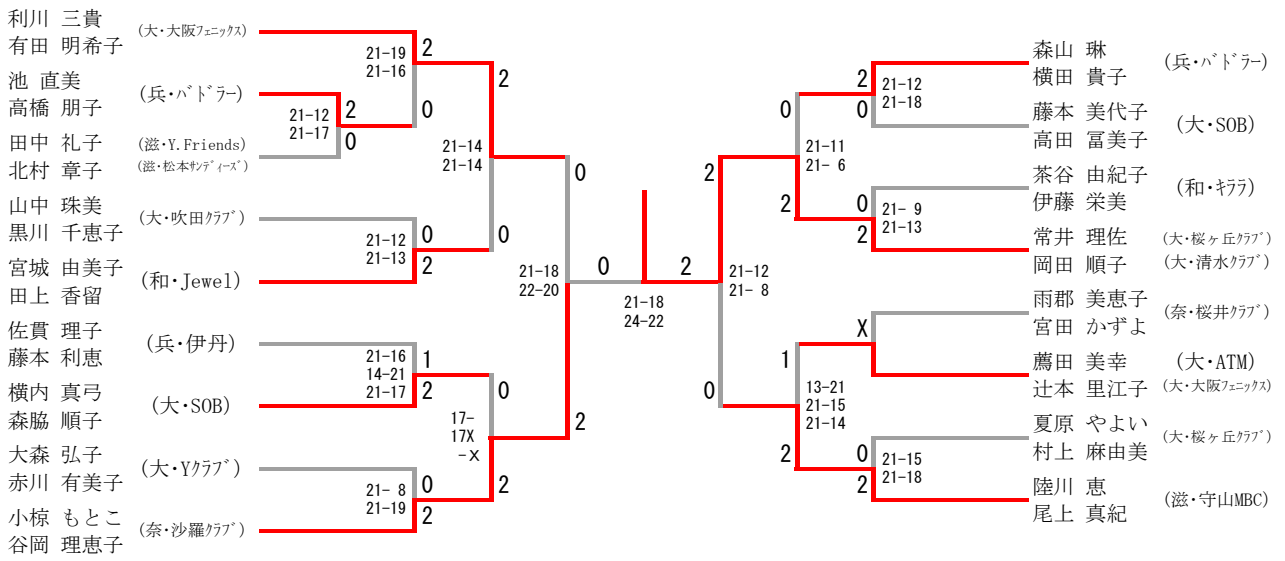 利川 三貴
有田 明希子
(大・大阪フェニックス)
池 直美
高橋 朋子
(兵・バドラー)
田中 礼子
北村 章子
(滋・Y.Friends)
(滋・松本サンディーズ)
山中 珠美
黒川 千恵子
(大・吹田クラブ)
宮城 由美子
田上 香留
(和・Jewel)
佐貫 理子
藤本 利恵
(兵・伊丹)
横内 真弓
森脇 順子
(大・SOB)
大森 弘子
赤川 有美子
(大・Yクラブ)
小椋 もとこ
谷岡 理恵子
(奈・沙羅クラブ)
21-12
21-17
2
0
21-19
21-16
2
0
21-12
21-13
0
2
21-16
14-21
21-17
1
2
21- 8
21-19
0
2
21-14
21-14
2
0
17-
17X
-X
0
2
21-18
22-20
0
2
0
2
21-18
24-22
21-12
21- 8
2
0
21-11
21- 6
0
2
13-21
21-15
21-14
1
2
21-12
21-18
2
0
21- 9
21-13
0
2
X
21-15
21-18
0
2
森山 琳
横田 貴子
(兵・バドラー)
藤本 美代子
高田 冨美子
(大・SOB)
茶谷 由紀子
伊藤 栄美
(和・キララ)
常井 理佐
岡田 順子
(大・桜ヶ丘クラブ)
(大・清水クラブ)
雨郡 美恵子
宮田 かずよ
(奈・桜井クラブ)
薦田 美幸
辻本 里江子
(大・ATM)
(大・大阪フェニックス)
夏原 やよい
村上 麻由美
(大・桜ヶ丘クラブ)
陸川 恵
尾上 真紀
(滋・守山MBC)